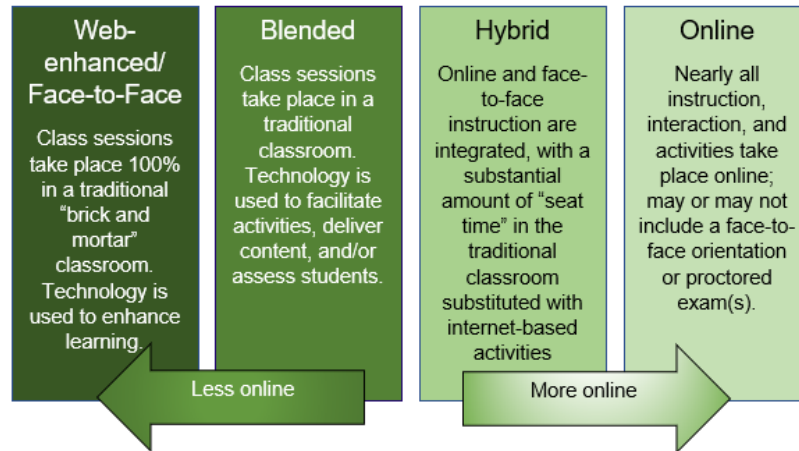 Web-
enhanced/
Face-to-Face
Class sessions
take place 100%
in a traditional
“brick and
mortar”
classroom.
Technology is
used to enhance
learning.
Blended
Class sessions
take place in a
traditional
classroom.
Technology is
used to facilitate
activities, deliver
content, and/or
assess students.
Hybrid
Online and face-
to-face
instruction are
integrated, with a
substantial
amount of “seat
time” in the
traditional
classroom
substituted with
internet-based
activities
Online
Nearly all
instruction,
interaction, and
activities take
place online;
may or may not
include a face-to-
face orientation
or proctored
exam(s).
Less online
More online